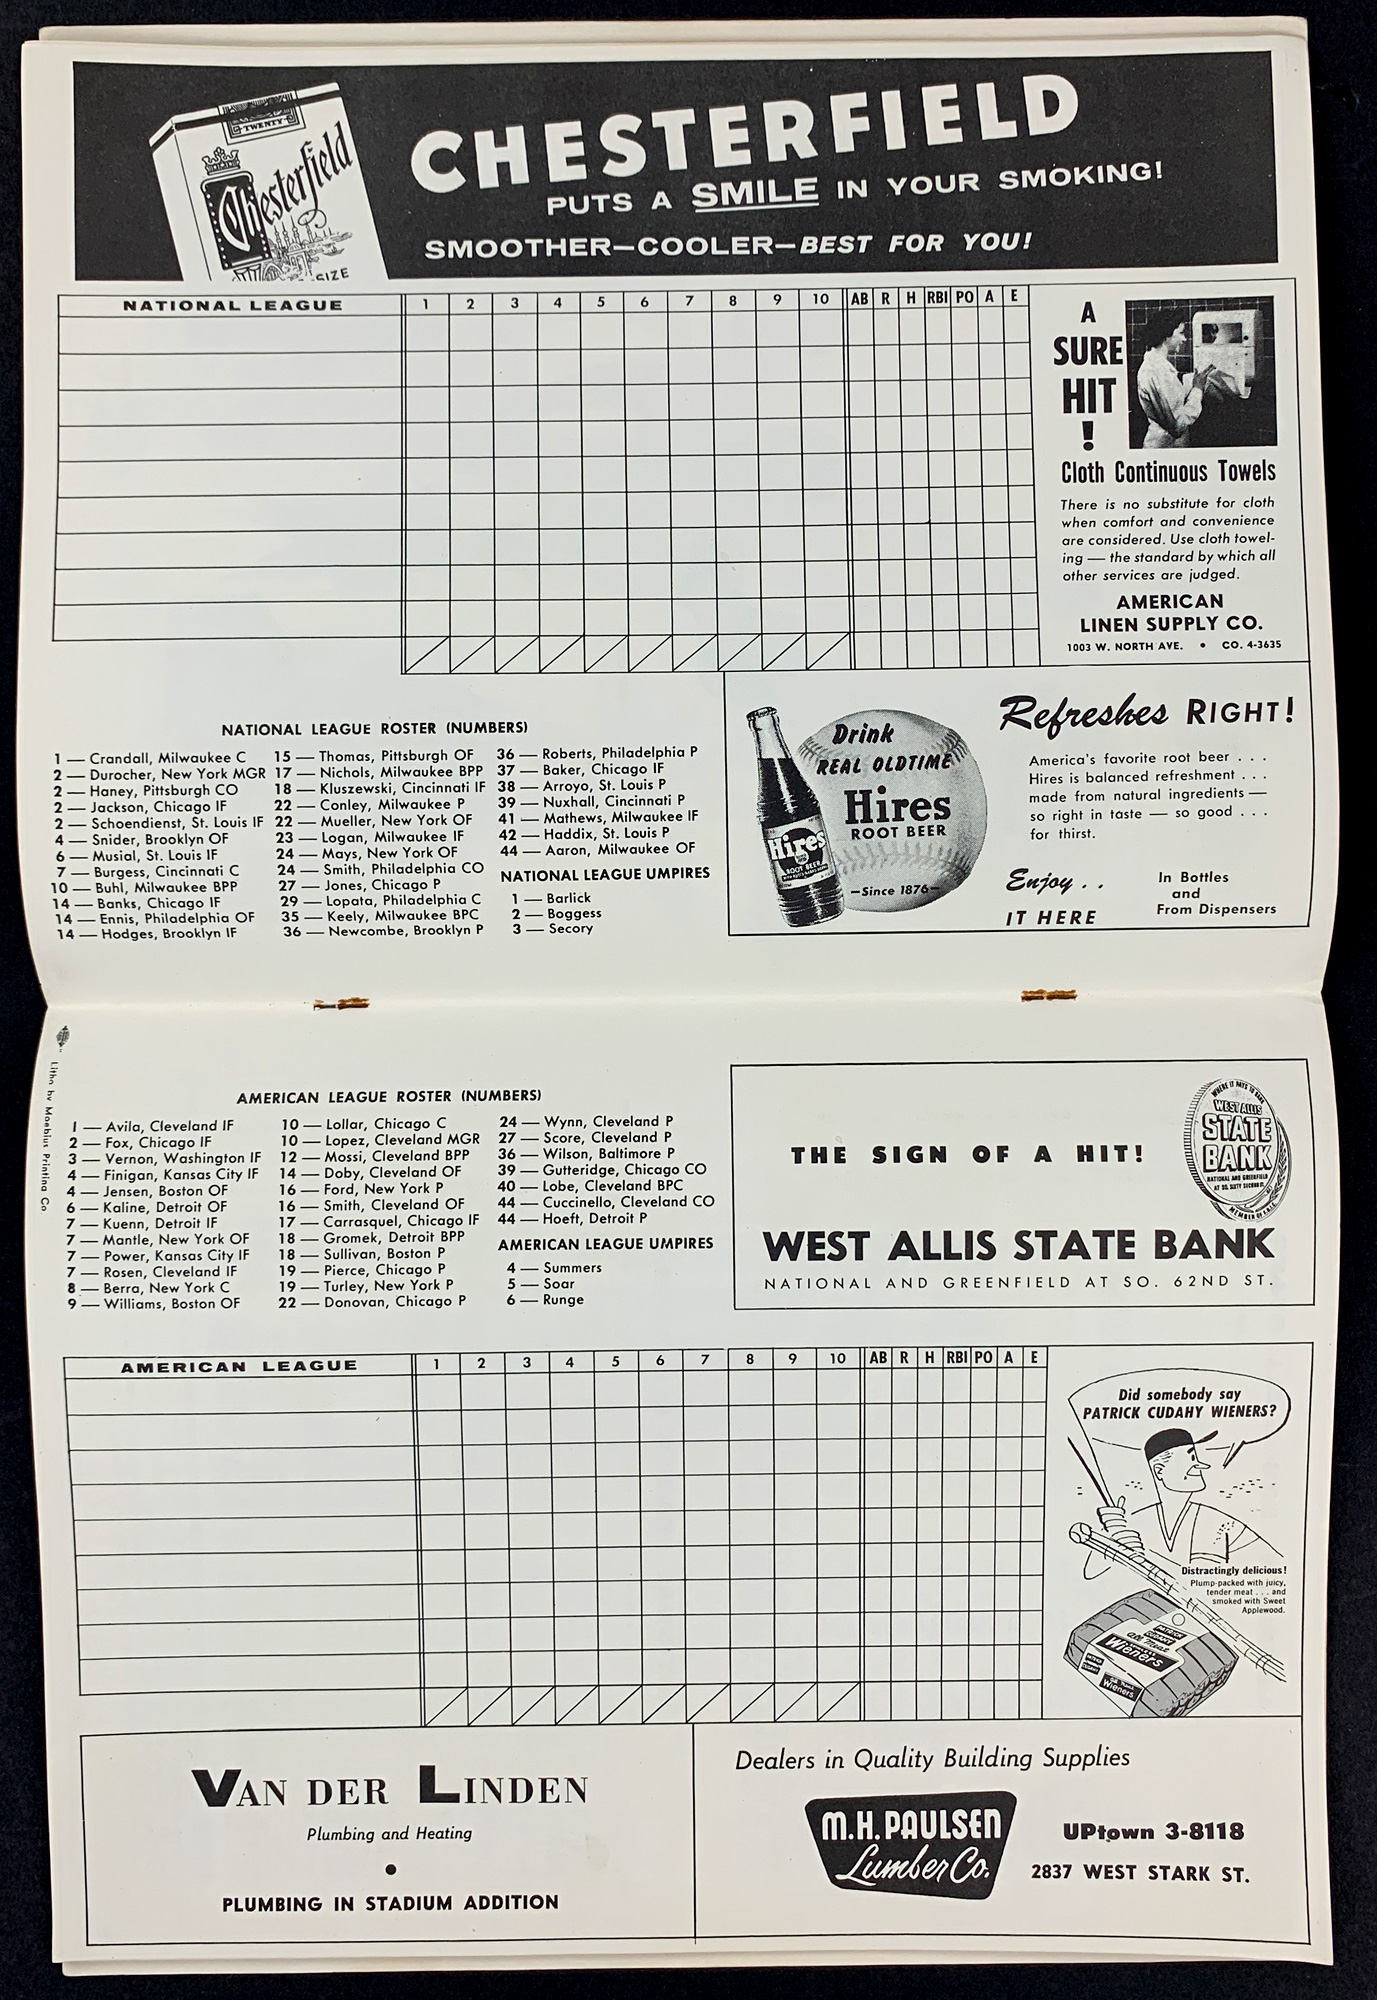 TWENTY
Chesterfield
SIZE
CHESTERFIELD
PUTS A SMILE IN YOUR SMOKING!
SMOOTHER—COOLER—BEST FOR YOU!
NATIONAL LEAGUE 1 2 3 4 5 6 7 8 9 10 AB R H RBI PO A E
A
SURE
HIT
!
Cloth Continuous Towels
There is no substitute for cloth
when comfort and convenience
are considered. Use cloth towel-
ing — the standard by which all
other services are judged.
AMERICAN
LINEN SUPPLY CO.
1003 W. NORTH AVE. • CO. 4-3635
NATIONAL LEAGUE ROSTER (NUMBERS)
1 — Crandall, Milwaukee C
2 — Durocher, New York MGR
2 — Haney, Pittsburgh CO
2 — Jackson, Chicago IF
2 — Schoendienst, St. Louis IF
4 — Snider, Brooklyn OF
6 — Musial, St. Louis IF
7 — Burgess, Cincinnati C
10 — Buhl, Milwaukee BPP
14 — Banks, Chicago IF
14 — Ennis, Philadelphia OF
14 — Hodges, Brooklyn IF
15 — Thomas, Pittsburgh OF
17 — Nichols, Milwaukee BPP
18 — Kluszewski, Cincinnati IF
22 — Conley, Milwaukee P
22 — Mueller, New York OF
23 — Logan, Milwaukee IF
24 — Mays, New York OF
24 — Smith, Philadelphia CO
27 — Jones, Chicago P
29 — Lopata, Philadelphia C
35 — Keely, Milwaukee BPC
36 — Newcombe, Brooklyn P
36 — Roberts, Philadelphia P
37 — Baker, Chicago IF
38 — Arroyo, St. Louis P
39 — Nuxhall, Cincinnati P
41 — Mathews, Milwaukee IF
42 — Haddix, St. Louis P
44 — Aaron, Milwaukee OF
NATIONAL LEAGUE UMPIRES
1 — Barlick
2 — Boggess
3 — Secory
Drink
REAL OLDTIME
Hires
ROOT BEER
—Since 1876—
Hires
ROOT BEER
Refreshes RIGHT!
America's favorite root beer . . .
Hires is balanced refreshment . . .
made from natural ingredients —
so right in taste — so good . . .
for thirst.
Enjoy . .
IT HERE
In Bottles
and
From Dispensers
Litho by Moebius Printing Co
AMERICAN LEAGUE ROSTER (NUMBERS)
1 — Avila, Cleveland IF
2 — Fox, Chicago IF
3 — Vernon, Washington IF
4 — Finigan, Kansas City IF
4 — Jensen, Boston OF
6 — Kaline, Detroit OF
7 — Kuenn, Detroit IF
7 — Mantle, New York OF
7 — Power, Kansas City IF
7 — Rosen, Cleveland IF
8 — Berra, New York C
9 — Williams, Boston OF
10 — Lollar, Chicago C
10 — Lopez, Cleveland MGR
12 — Mossi, Cleveland BPP
14 — Doby, Cleveland OF
16 — Ford, New York P
16 — Smith, Cleveland OF
17 — Carrasquel, Chicago IF
18 — Gromek, Detroit BPP
18 — Sullivan, Boston P
19 — Pierce, Chicago P
19 — Turley, New York P
22 — Donovan, Chicago P
24 — Wynn, Cleveland P
27 — Score, Cleveland P
36 — Wilson, Baltimore P
39 — Gutteridge, Chicago CO
40 — Lobe, Cleveland BPC
44 — Cuccinello, Cleveland CO
44 — Hoeft, Detroit P
AMERICAN LEAGUE UMPIRES
4 — Summers
5 — Soar
6 — Runge
THE SIGN OF A HIT!
WHERE IT PAYS TO SAVE
WEST ALLIS
STATE
BANK
NATIONAL AND GREENFIELD
AT SO. SIXTY SECOND ST.
MEMBER OF F.D.I.C.
WEST ALLIS STATE BANK
NATIONAL AND GREENFIELD AT SO. 62ND ST.
AMERICAN LEAGUE 1 2 3 4 5 6 7 8 9 10 AB R H RBI PO A E
Did somebody say
PATRICK CUDAHY WIENERS?
Distractingly delicious!
Plump-packed with juicy,
tender meat . . . and
smoked with Sweet
Applewood.
PATRICK
CUDAHY
All Meat
Wieners
Wieners
VAN DER LINDEN
Plumbing and Heating
•
PLUMBING IN STADIUM ADDITION
Dealers in Quality Building Supplies
M.H. PAULSEN
Lumber Co.
UPtown 3-8118
2837 WEST STARK ST.